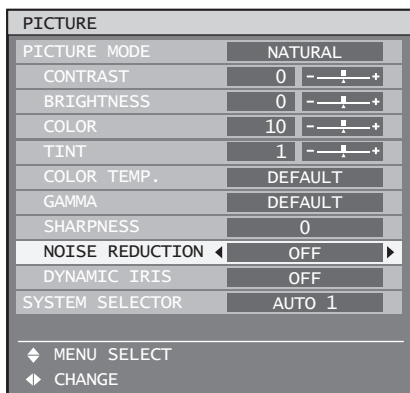 PICTURE
PICTURE MODE NATURAL
CONTRAST 0 - +
BRIGHTNESS 0 - +
COLOR 10 - +
TINT 1 - +
COLOR TEMP. DEFAULT
GAMMA DEFAULT
SHARPNESS 0
NOISE REDUCTION OFF
DYNAMIC IRIS OFF
SYSTEM SELECTOR AUTO 1
MENU SELECT
CHANGE